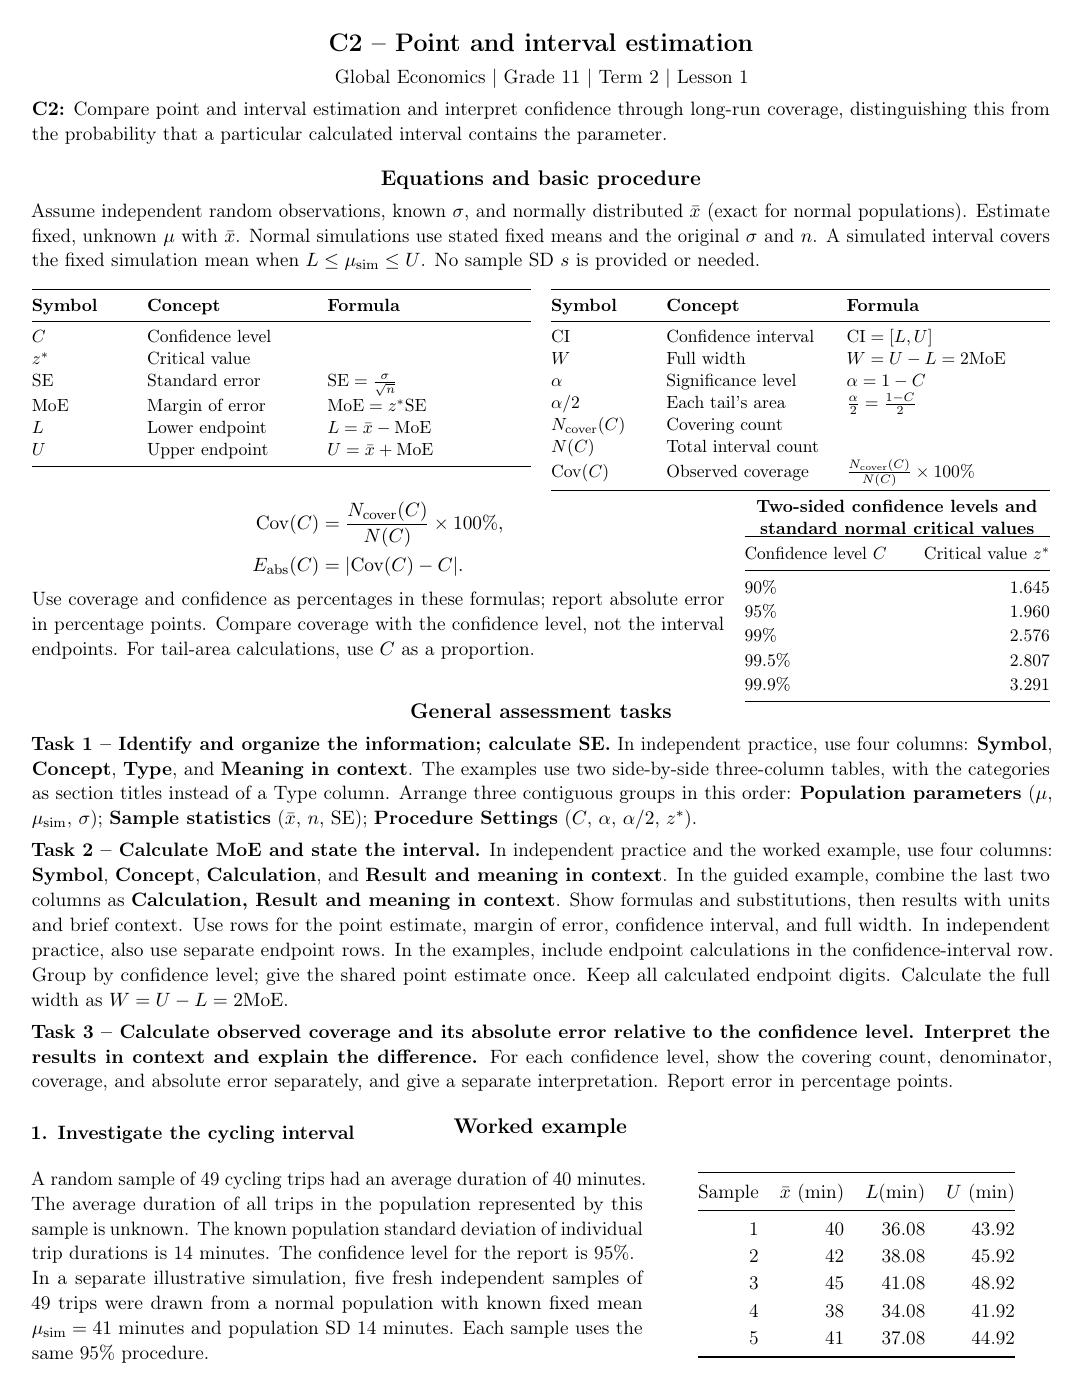 C2 – Point and interval estimation
Global Economics | Grade 11 | Term 2 | Lesson 1
C2: Compare point and interval estimation and interpret confidence through long-run coverage, distinguishing this from
the probability that a particular calculated interval contains the parameter.
Equations and basic procedure
Assume independent random observations, known σ, and normally distributed x̄ (exact for normal populations). Estimate
fixed, unknown μ with x̄. Normal simulations use stated fixed means and the original σ and n. A simulated interval covers
the fixed simulation mean when L ≤ μ_sim ≤ U. No sample SD s is provided or needed.
Symbol Concept Formula
C Confidence level
z* Critical value
SE Standard error SE = σ/√n
MoE Margin of error MoE = z*SE
L Lower endpoint L = x̄ − MoE
U Upper endpoint U = x̄ + MoE
Symbol Concept Formula
CI Confidence interval CI = [L, U]
W Full width W = U − L = 2MoE
α Significance level α = 1 − C
α/2 Each tail's area α/2 = (1−C)/2
N_cover(C) Covering count
N(C) Total interval count
Cov(C) Observed coverage N_cover(C)/N(C) × 100%
Cov(C) = N_cover(C)/N(C) × 100%,
E_abs(C) = |Cov(C) − C|.
Use coverage and confidence as percentages in these formulas; report absolute error
in percentage points. Compare coverage with the confidence level, not the interval
endpoints. For tail-area calculations, use C as a proportion.
Two-sided confidence levels and
standard normal critical values
Confidence level C Critical value z*
90% 1.645
95% 1.960
99% 2.576
99.5% 2.807
99.9% 3.291
General assessment tasks
Task 1 – Identify and organize the information; calculate SE. In independent practice, use four columns: Symbol,
Concept, Type, and Meaning in context. The examples use two side-by-side three-column tables, with the categories
as section titles instead of a Type column. Arrange three contiguous groups in this order: Population parameters (μ,
μ_sim, σ); Sample statistics (x̄, n, SE); Procedure Settings (C, α, α/2, z*).
Task 2 – Calculate MoE and state the interval. In independent practice and the worked example, use four columns:
Symbol, Concept, Calculation, and Result and meaning in context. In the guided example, combine the last two
columns as Calculation, Result and meaning in context. Show formulas and substitutions, then results with units
and brief context. Use rows for the point estimate, margin of error, confidence interval, and full width. In independent
practice, also use separate endpoint rows. In the examples, include endpoint calculations in the confidence-interval row.
Group by confidence level; give the shared point estimate once. Keep all calculated endpoint digits. Calculate the full
width as W = U − L = 2MoE.
Task 3 – Calculate observed coverage and its absolute error relative to the confidence level. Interpret the
results in context and explain the difference. For each confidence level, show the covering count, denominator,
coverage, and absolute error separately, and give a separate interpretation. Report error in percentage points.
Worked example
1. Investigate the cycling interval
A random sample of 49 cycling trips had an average duration of 40 minutes.
The average duration of all trips in the population represented by this
sample is unknown. The known population standard deviation of individual
trip durations is 14 minutes. The confidence level for the report is 95%.
In a separate illustrative simulation, five fresh independent samples of
49 trips were drawn from a normal population with known fixed mean
μ_sim = 41 minutes and population SD 14 minutes. Each sample uses the
same 95% procedure.
Sample x̄ (min) L(min) U (min)
1 40 36.08 43.92
2 42 38.08 45.92
3 45 41.08 48.92
4 38 34.08 41.92
5 41 37.08 44.92